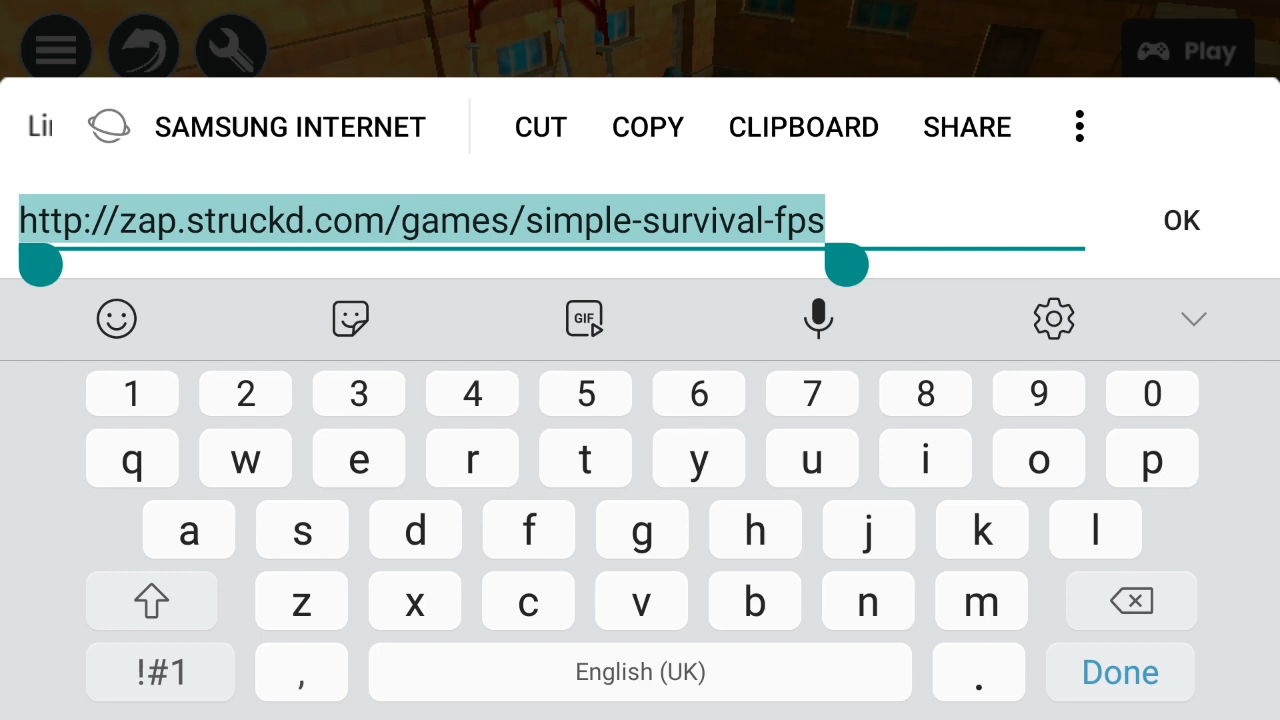 Play
SAMSUNG INTERNET CUT COPY CLIPBOARD SHARE
http://zap.struckd.com/games/simple-survival-fps OK
GIF
1 2 3 4 5 6 7 8 9 0
q w e r t y u i o p
a s d f g h j k l
z x c v b n m
!#1 , English (UK) . Done